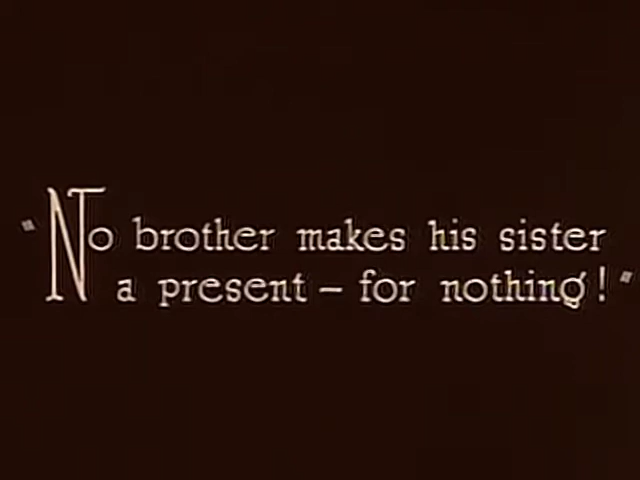 "No brother makes his sister
a present – for nothing!"